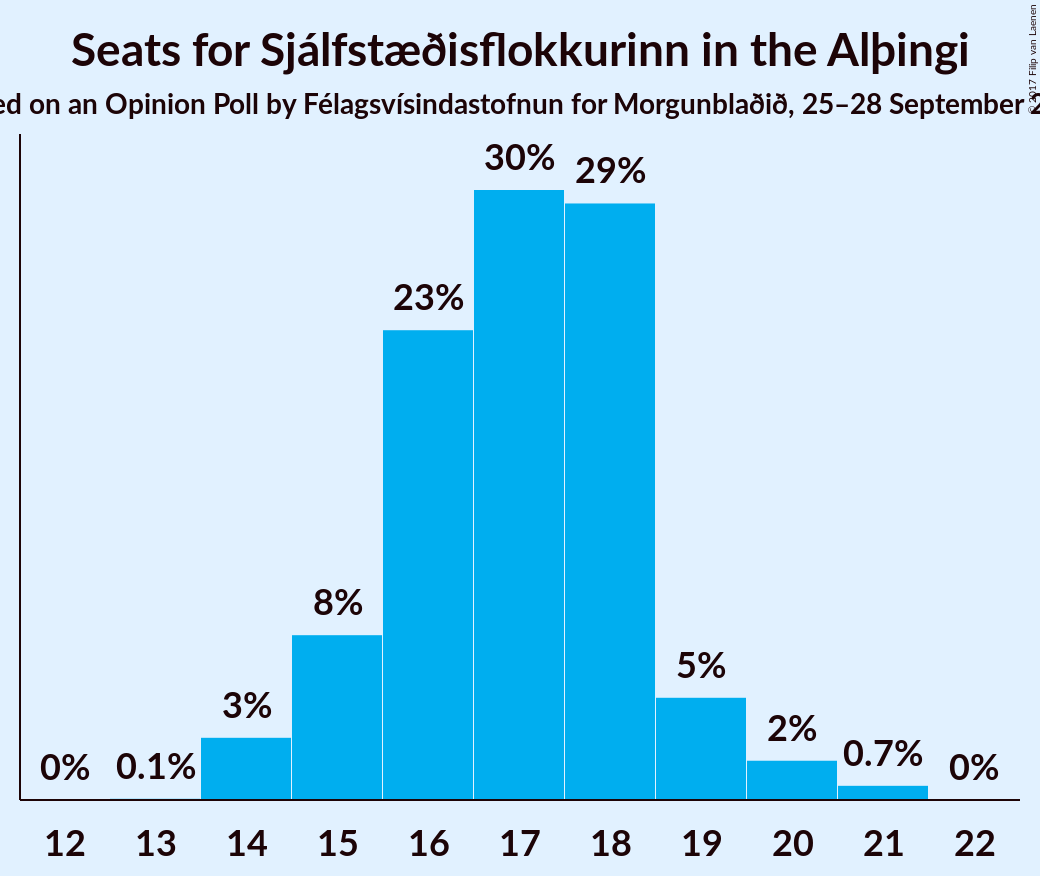 Seats for Sjálfstæðisflokkurinn in the Alþingi
on an Opinion Poll by Félagsvísindastofnun for Morgunblaðið, 25–28 September
© 2017 Filip van Laenen
30%
29%
23%
8%
5%
3%
2%
0.7%
0%
0.1%
0%
12 13 14 15 16 17 18 19 20 21 22